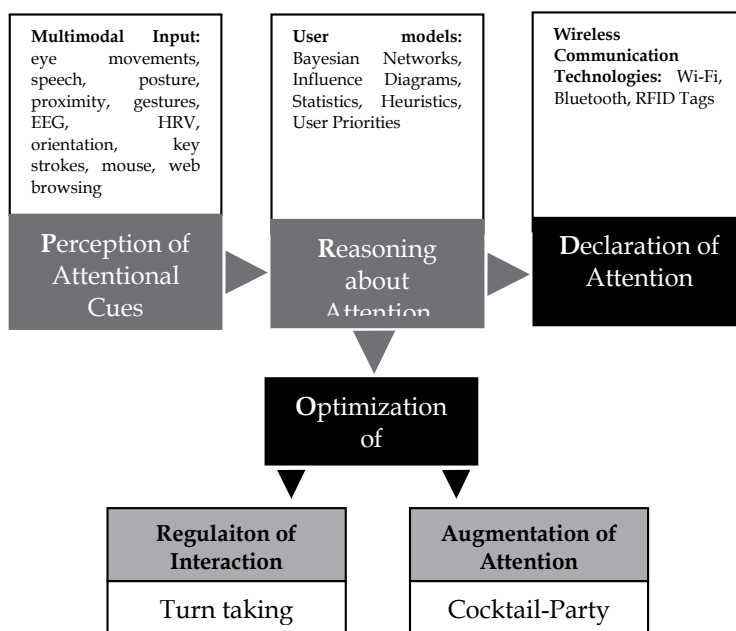 Multimodal Input:
eye movements,
speech, posture,
proximity, gestures,
EEG, HRV,
orientation, key
strokes, mouse, web
browsing
Perception of
Attentional
Cues
User models:
Bayesian Networks,
Influence Diagrams,
Statistics, Heuristics,
User Priorities
Reasoning
about
Attention
Wireless
Communication
Technologies: Wi-Fi,
Bluetooth, RFID Tags
Declaration of
Attention
Optimization
of
Regulaiton of
Interaction
Turn taking
Augmentation of
Attention
Cocktail-Party